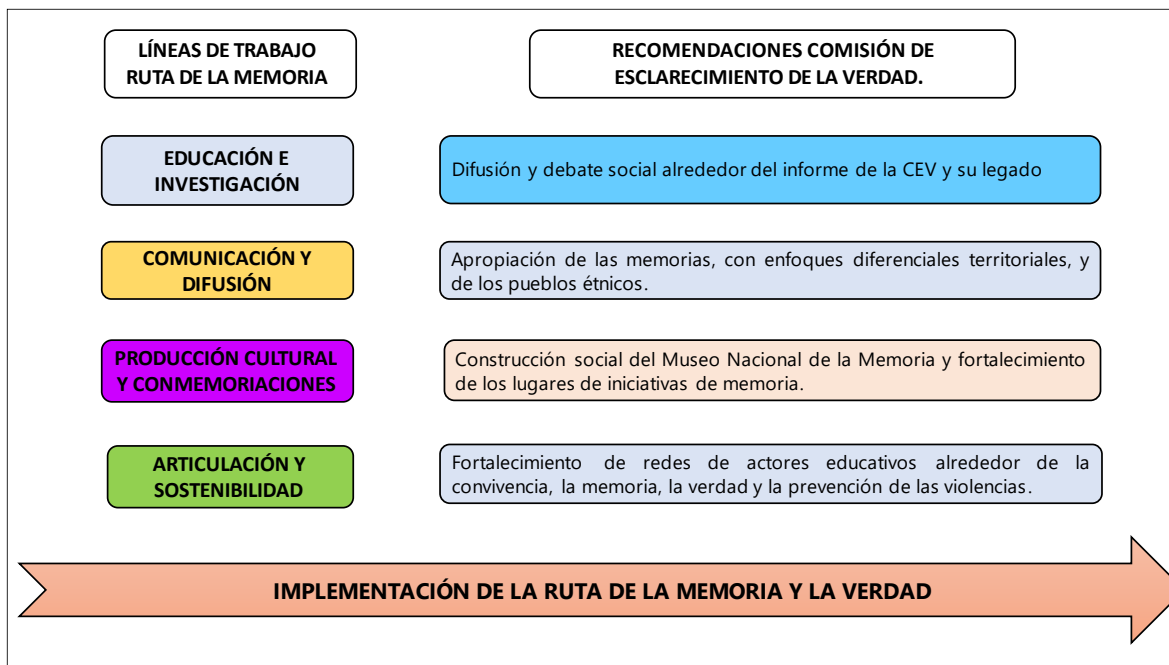 LÍNEAS DE TRABAJO
RUTA DE LA MEMORIA
RECOMENDACIONES COMISIÓN DE
ESCLARECIMIENTO DE LA VERDAD.
EDUCACIÓN E
INVESTIGACIÓN
Difusión y debate social alrededor del informe de la CEV y su legado
COMUNICACIÓN Y
DIFUSIÓN
Apropiación de las memorias, con enfoques diferenciales territoriales, y
de los pueblos étnicos.
PRODUCCIÓN CULTURAL
Y CONMEMORIACIONES
Construcción social del Museo Nacional de la Memoria y fortalecimiento
de los lugares de iniciativas de memoria.
ARTICULACIÓN Y
SOSTENIBILIDAD
Fortalecimiento de redes de actores educativos alrededor de la
convivencia, la memoria, la verdad y la prevención de las violencias.
IMPLEMENTACIÓN DE LA RUTA DE LA MEMORIA Y LA VERDAD